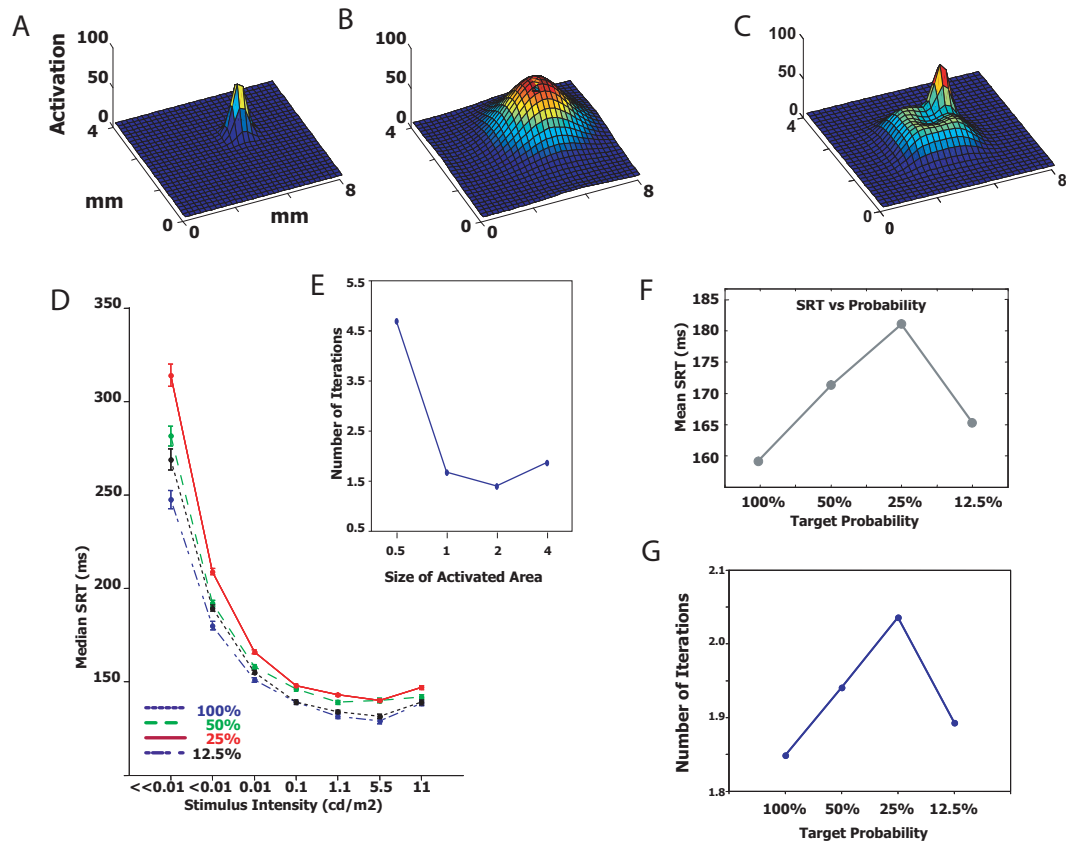 A
B
C
100
50
0
Activation
4
mm
0
0
mm
8
100
50
0
4
0
0
8
100
50
0
4
0
0
8
D
350
300
250
200
150
Median SRT (ms)
100%
50%
25%
12.5%
<<0.01 <0.01 0.01 0.1 1.1 5.5 11
Stimulus Intensity (cd/m2)
E
5.5
4.5
3.5
2.5
1.5
0.5
Number of Iterations
0.5 1 2 4
Size of Activated Area
F
SRT vs Probability
185
180
175
170
165
160
Mean SRT (ms)
100% 50% 25% 12.5%
Target Probability
G
2.1
2.0
1.9
1.8
Number of Iterations
100% 50% 25% 12.5%
Target Probability